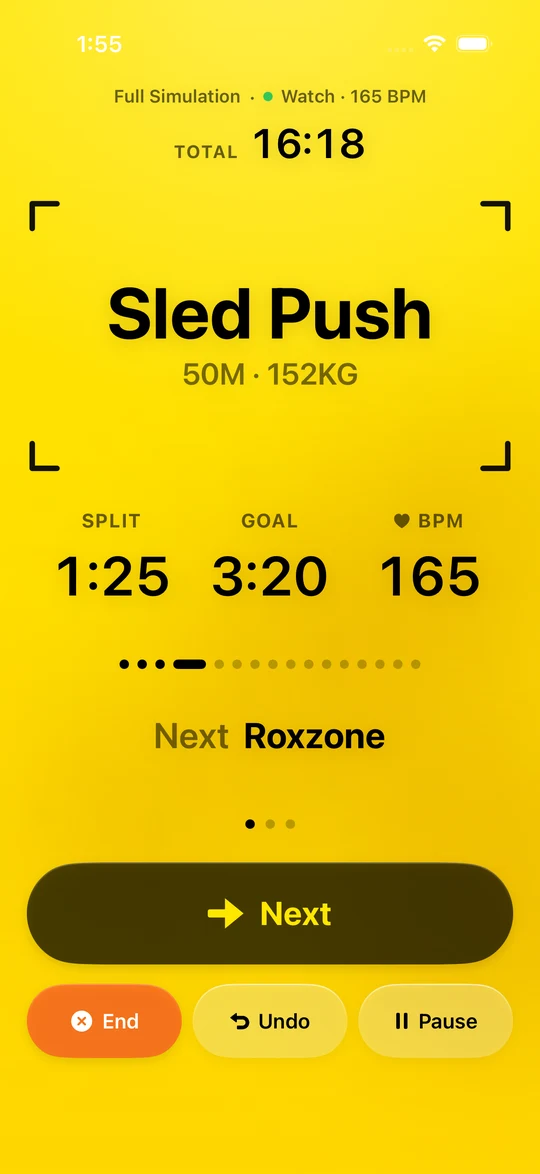 1:55
Full Simulation · Watch · 165 BPM
TOTAL 16:18
Sled Push
50M · 152KG
SPLIT GOAL BPM
1:25 3:20 165
Next Roxzone
Next
End Undo Pause